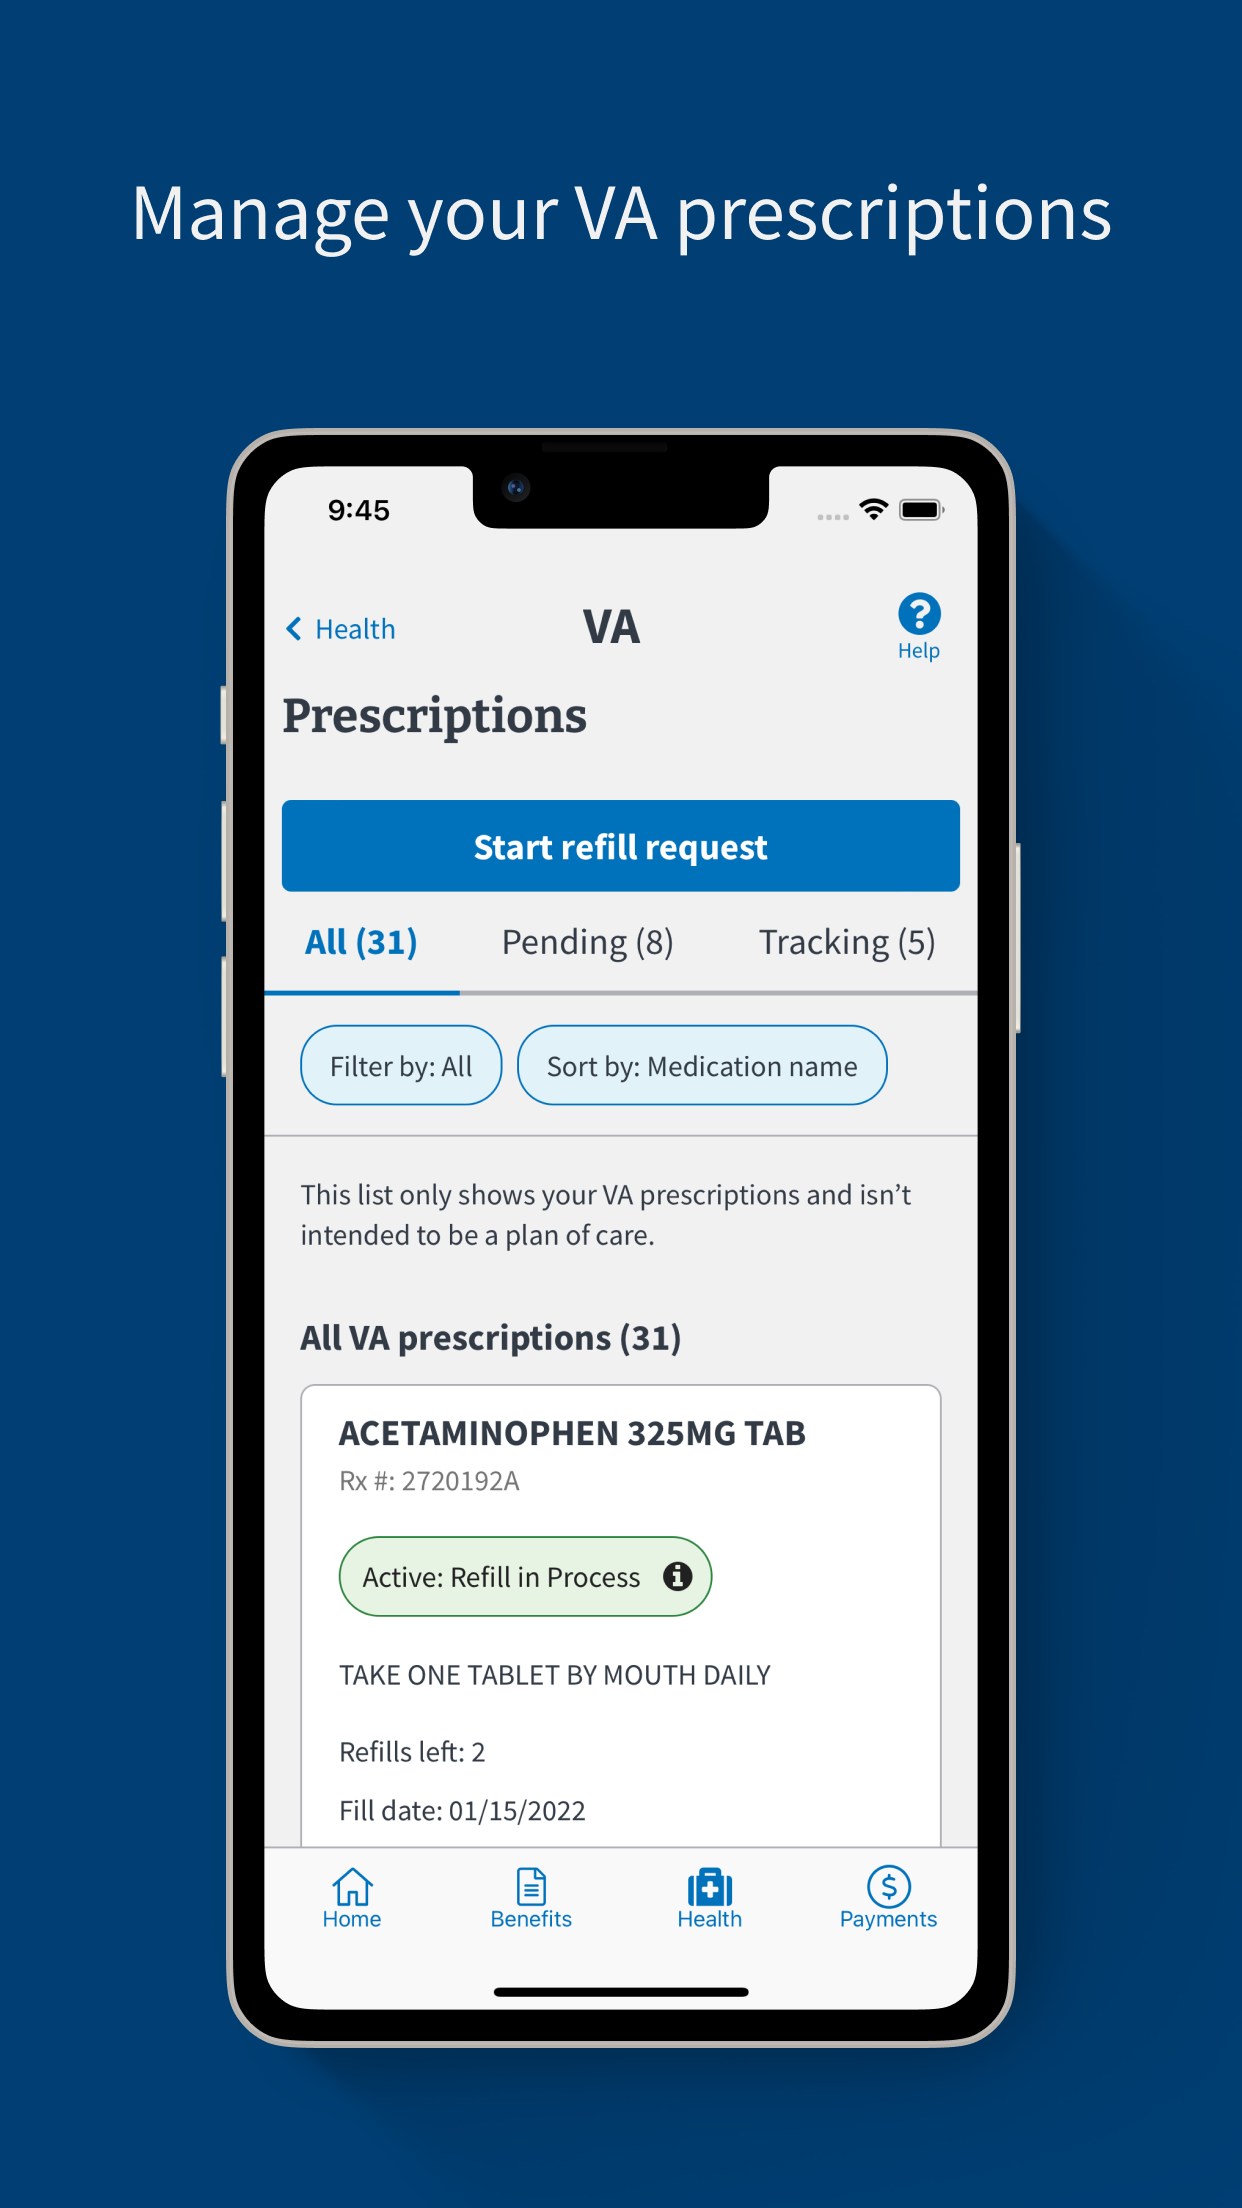 Manage your VA prescriptions
9:45
Health
VA
Help
Prescriptions
Start refill request
All (31)
Pending (8)
Tracking (5)
Filter by: All
Sort by: Medication name
This list only shows your VA prescriptions and isn’t
intended to be a plan of care.
All VA prescriptions (31)
ACETAMINOPHEN 325MG TAB
Rx #: 2720192A
Active: Refill in Process
TAKE ONE TABLET BY MOUTH DAILY
Refills left: 2
Fill date: 01/15/2022
Home
Benefits
Health
Payments